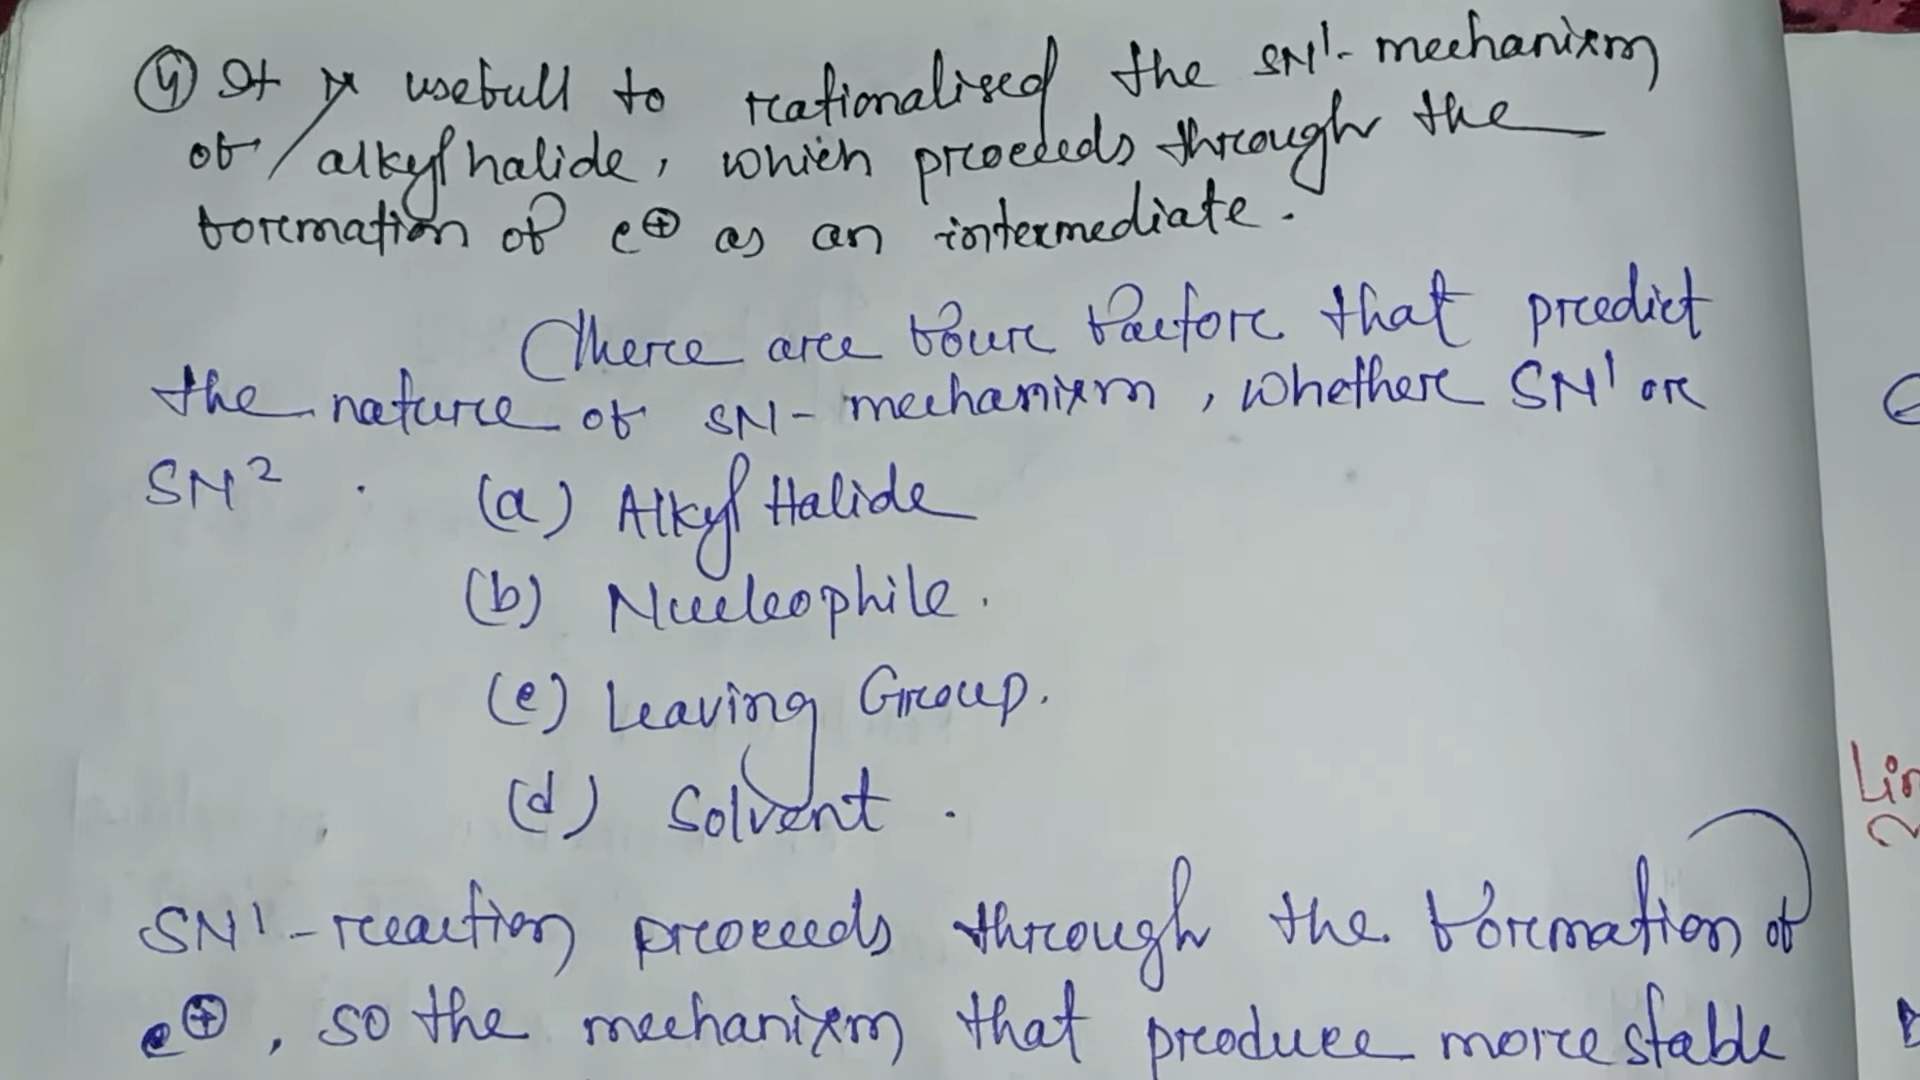 ④ It is usefull to rationalised the SN¹- mechanism
of alkyl halide, which proceeds through the
formation of c⊕ as an intermediate.
There are four factors that predict
the nature of SN- mechanism, whether SN¹ or
SN².
(a) Alkyl Halide
(b) Nucleophile.
(c) Leaving Group.
(d) Solvent.
SN¹-reaction proceeds through the formation of
c⊕, so the mechanism that produce more stable
Lin